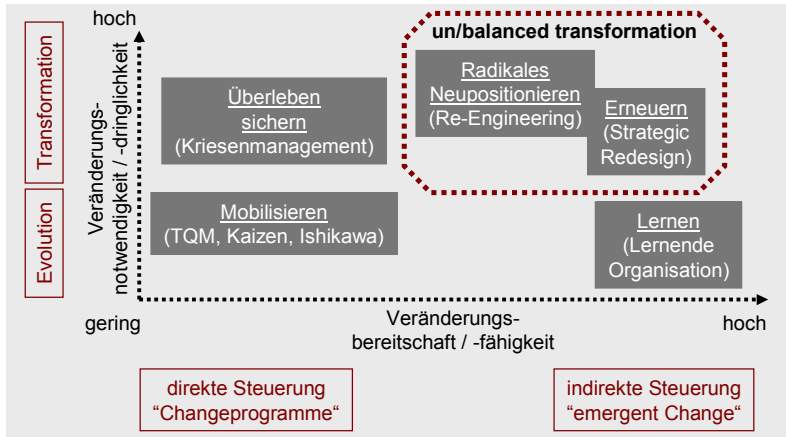 hoch
un/balanced transformation
Transformation
Evolution
Veränderungs-
notwendigkeit / -dringlichkeit
Überleben
sichern
(Kriesenmanagement)
Radikales
Neupositionieren
(Re-Engineering)
Erneuern
(Strategic
Redesign)
Mobilisieren
(TQM, Kaizen, Ishikawa)
Lernen
(Lernende
Organisation)
gering
Veränderungs-
bereitschaft / -fähigkeit
hoch
direkte Steuerung
“Changeprogramme“
indirekte Steuerung
“emergent Change“